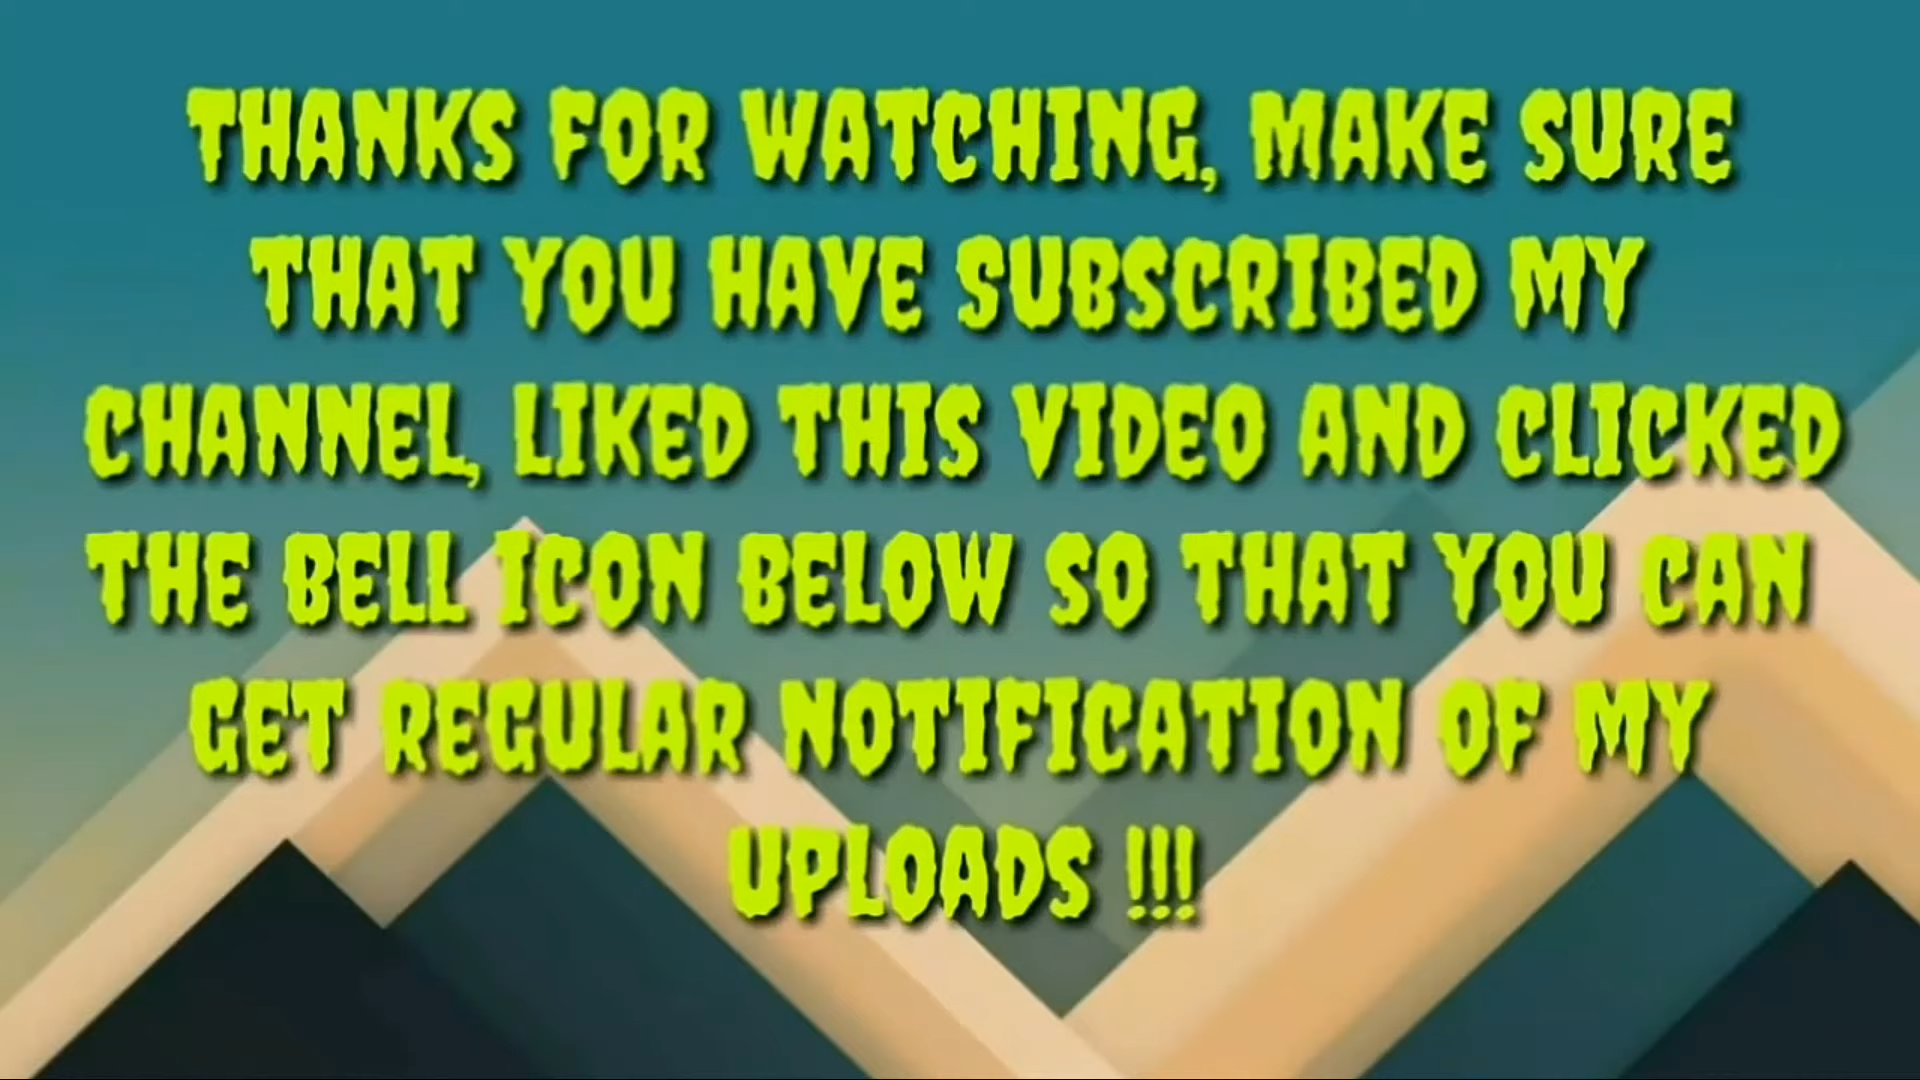 THANKS FOR WATCHING, MAKE SURE
THAT YOU HAVE SUBSCRIBED MY
CHANNEL, LIKED THIS VIDEO AND CLICKED
THE BELL ICON BELOW SO THAT YOU CAN
GET REGULAR NOTIFICATION OF MY
UPLOADS !!!